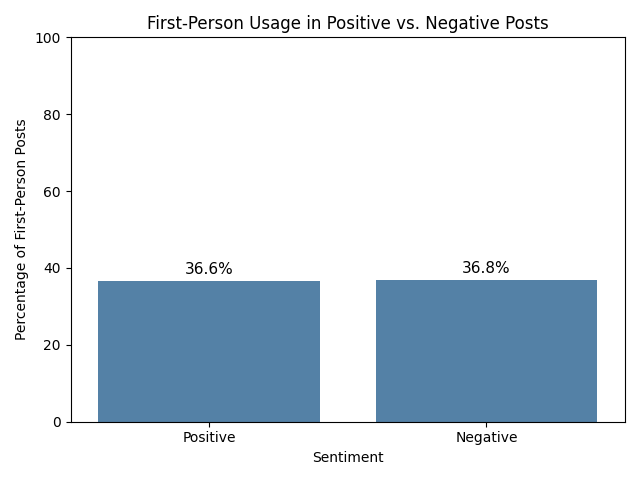 First-Person Usage in Positive vs. Negative Posts
Percentage of First-Person Posts
100
80
60
40
20
0
36.6%
36.8%
Positive
Negative
Sentiment